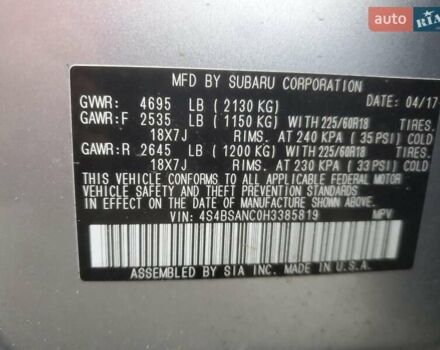 auto RIA
MFD BY SUBARU CORPORATION
GVWR: 4695 LB (2130 KG) DATE: 04/17
GAWR:F 2535 LB (1150 KG) WITH 225/60R18 TIRES.
18X7J RIMS. AT 240 KPA (35 PSI) COLD
GAWR:R 2645 LB (1200 KG) WITH 225/60R18 TIRES.
18X7J RIMS. AT 230 KPA (33 PSI) COLD
THIS VEHICLE CONFORMS TO ALL APPLICABLE FEDERAL MOTOR
VEHICLE SAFETY AND THEFT PREVENTION STANDARDS
IN EFFECT ON THE DATE OF MANUFACTURE SHOWN ABOVE.
VIN: 4S4BSANC0H3385819 MPV
ASSEMBLED BY SIA INC. MADE IN U.S.A.